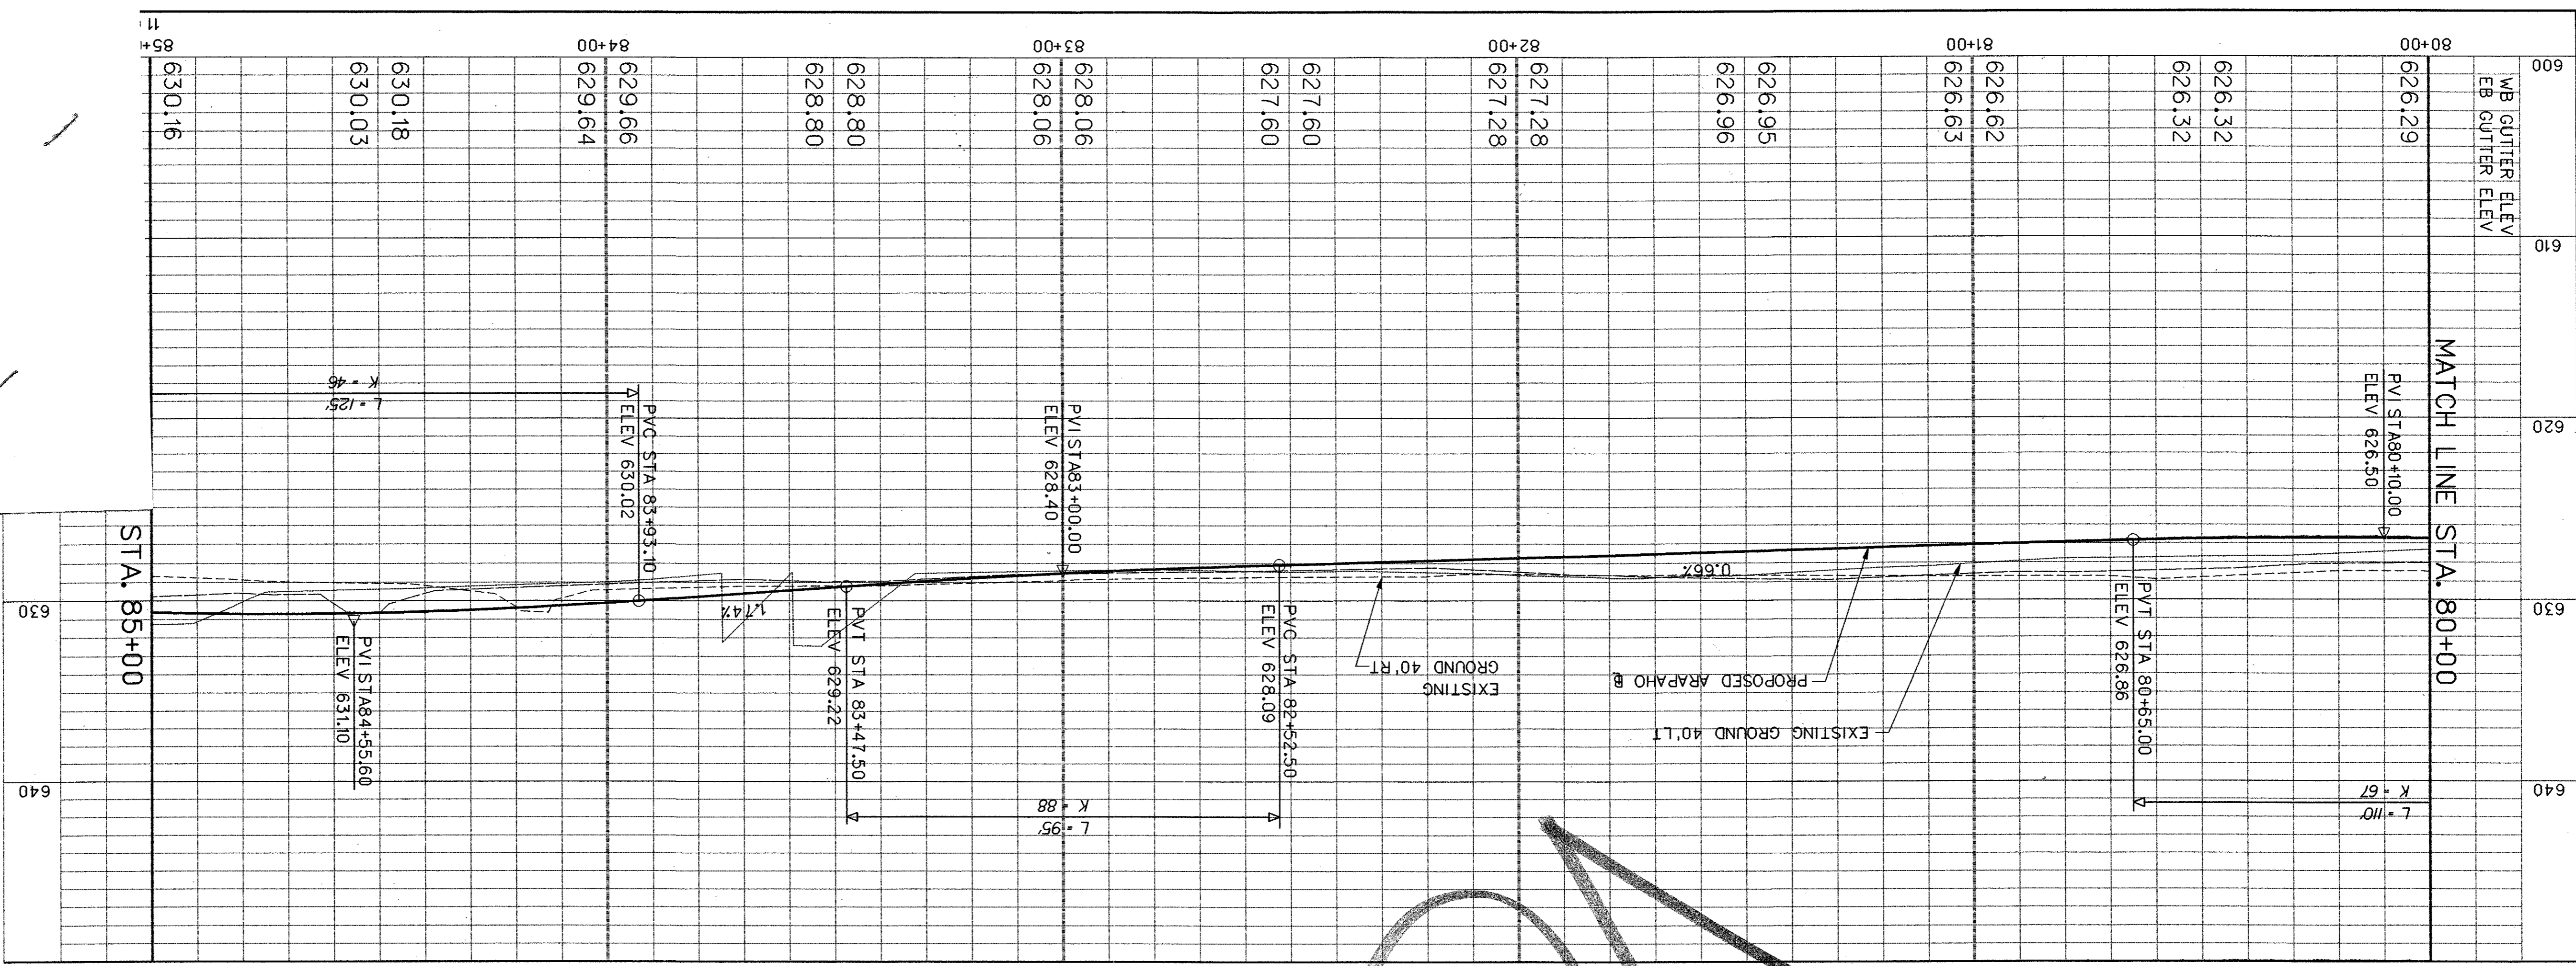 WB GUTTER ELEV
EB GUTTER ELEV
600
610
620
630
640
MATCH LINE STA. 80+00
80+00
81+00
82+00
83+00
84+00
85+
11
626.29
626.32
626.32
626.62
626.63
626.95
626.96
627.28
627.28
627.60
627.60
628.06
628.06
628.80
628.80
629.66
629.64
630.18
630.03
630.16
PVI STA80+10.00
ELEV 626.50
L = 110'
K = 67
PVT STA 80+65.00
ELEV 626.86
EXISTING GROUND 40'LT
PROPOSED ARAPAHO ⅊
0.66%
EXISTING
GROUND 40'RT
PVC STA 82+52.50
ELEV 628.09
PVI STA83+00.00
ELEV 628.40
L = 95'
K = 88
PVT STA 83+47.50
ELEV 629.22
1.74%
PVC STA 83+93.10
ELEV 630.02
L = 125'
K = 46
PVI STA84+55.60
ELEV 631.10
STA. 85+00
630
640